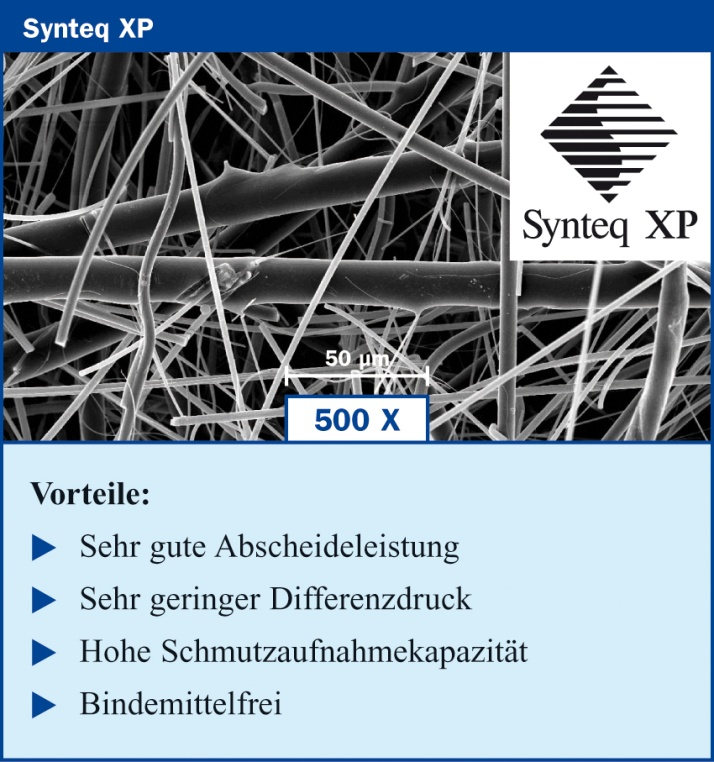 Synteq XP
Synteq XP
50 µm
500 X
Vorteile:
Sehr gute Abscheideleistung
Sehr geringer Differenzdruck
Hohe Schmutzaufnahmekapazität
Bindemittelfrei